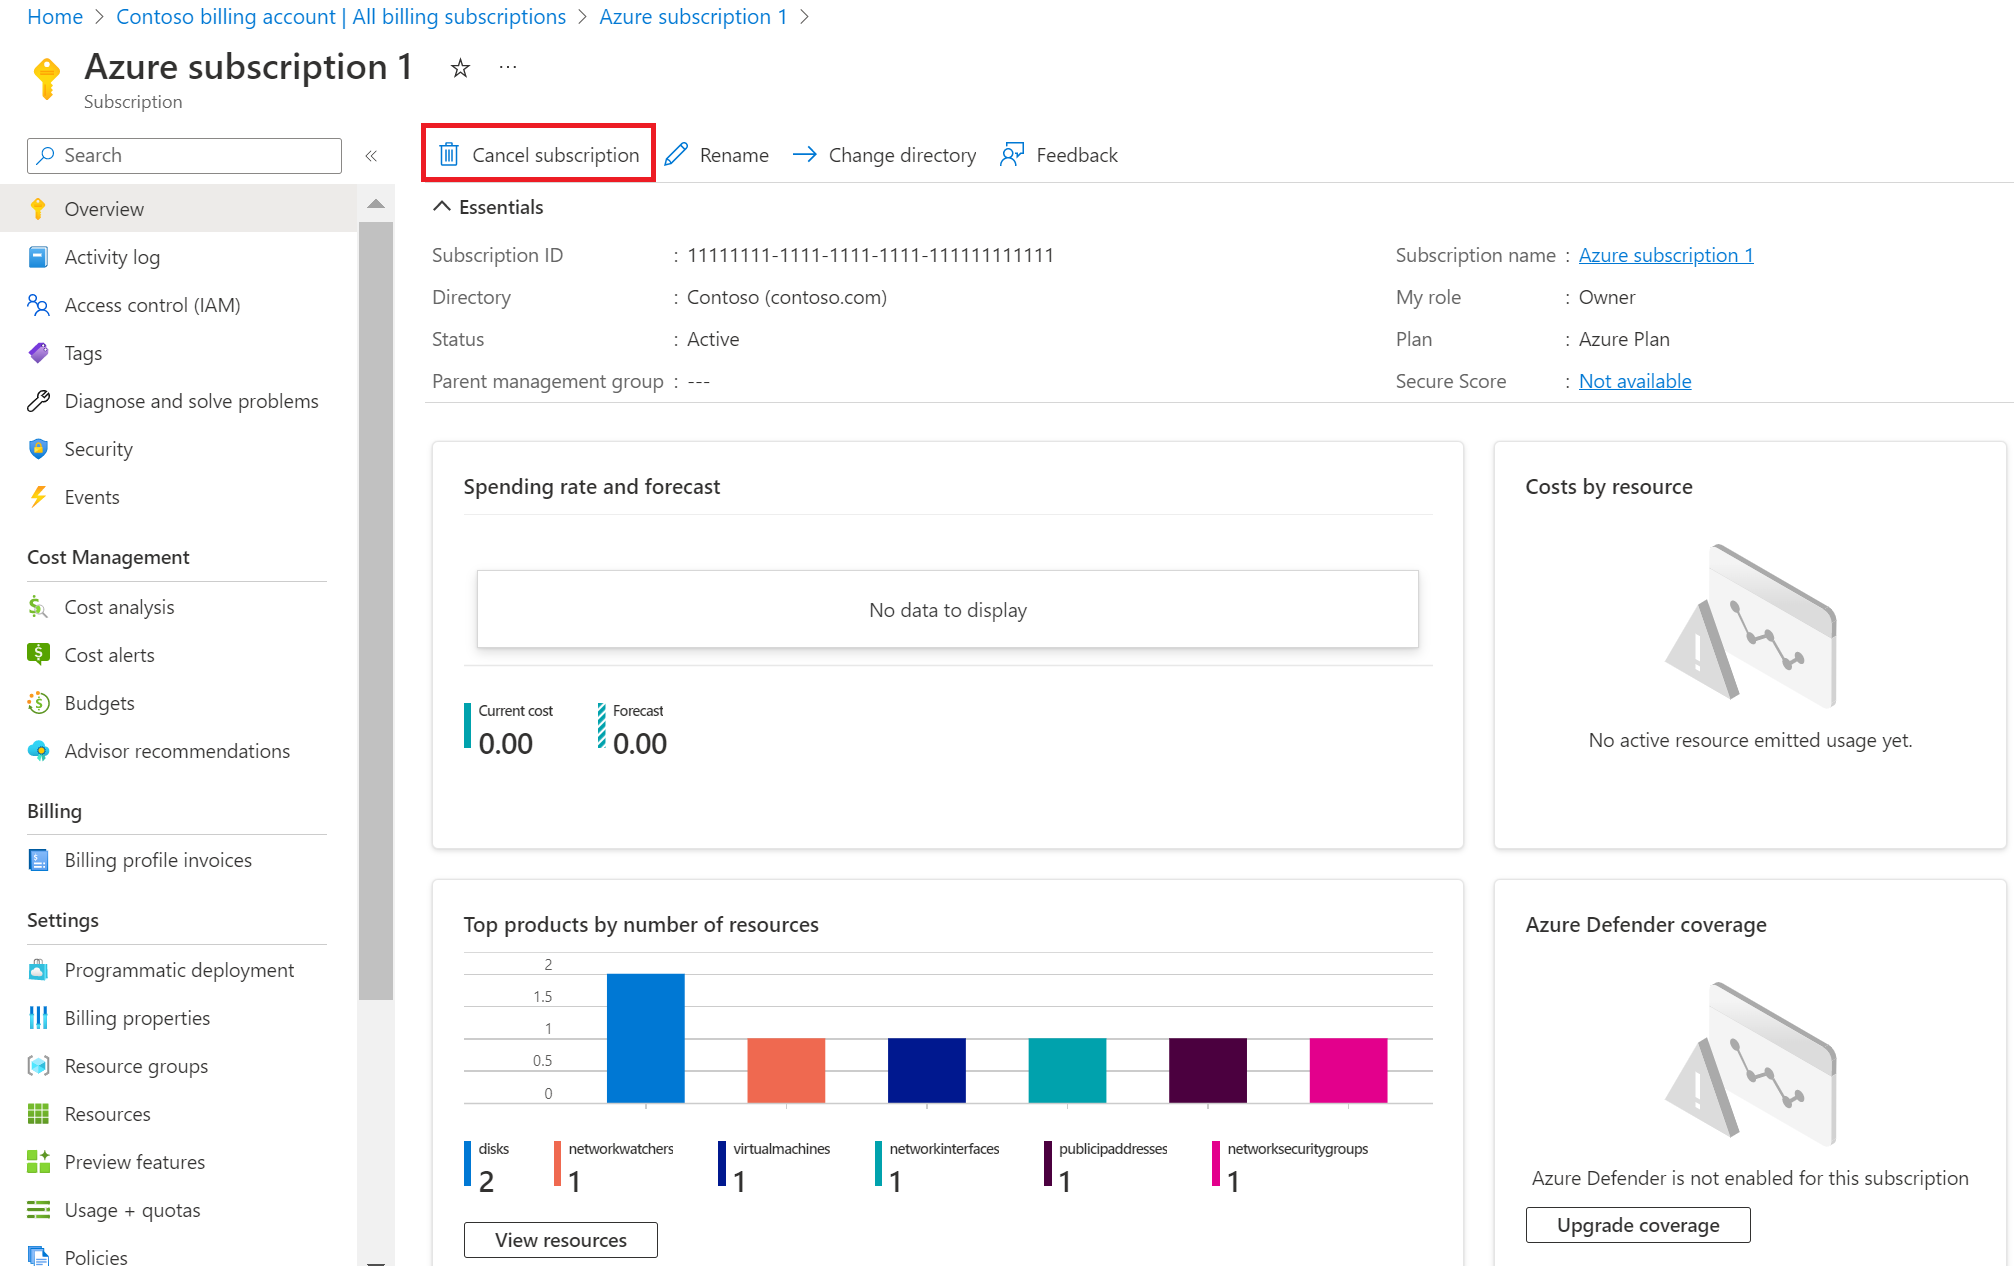 Home > Contoso billing account | All billing subscriptions > Azure subscription 1 >
Azure subscription 1
Subscription
Search
Cancel subscription
Rename
Change directory
Feedback
Overview
Activity log
Access control (IAM)
Tags
Diagnose and solve problems
Security
Events
Cost Management
Cost analysis
Cost alerts
Budgets
Advisor recommendations
Billing
Billing profile invoices
Settings
Programmatic deployment
Billing properties
Resource groups
Resources
Preview features
Usage + quotas
Policies
Essentials
Subscription ID : 11111111-1111-1111-1111-111111111111
Directory : Contoso (contoso.com)
Status : Active
Parent management group : ---
Subscription name : Azure subscription 1
My role : Owner
Plan : Azure Plan
Secure Score : Not available
Spending rate and forecast
No data to display
Current cost
0.00
Forecast
0.00
Costs by resource
No active resource emitted usage yet.
Top products by number of resources
2
1.5
1
0.5
0
disks
2
networkwatchers
1
virtualmachines
1
networkinterfaces
1
publicipaddresses
1
networksecuritygroups
1
View resources
Azure Defender coverage
Azure Defender is not enabled for this subscription
Upgrade coverage